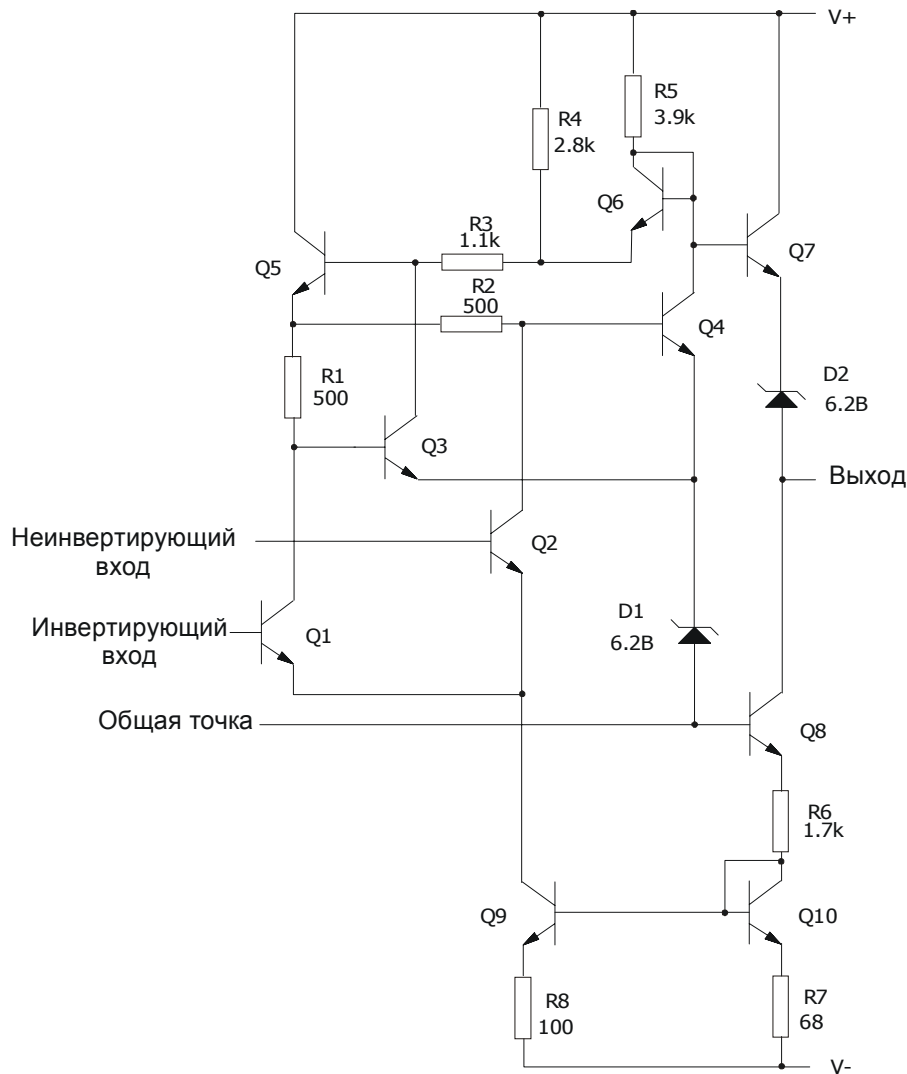 V+
R5
3.9k
R4
2.8k
Q6
R3
1.1k
Q7
Q5
R2
500
Q4
D2
6.2В
R1
500
Q3
Выход
Неинвертирующий
вход
Q2
D1
6.2В
Инвертирующий
вход
Q1
Общая точка
Q8
R6
1.7k
Q9
Q10
R8
100
R7
68
V-